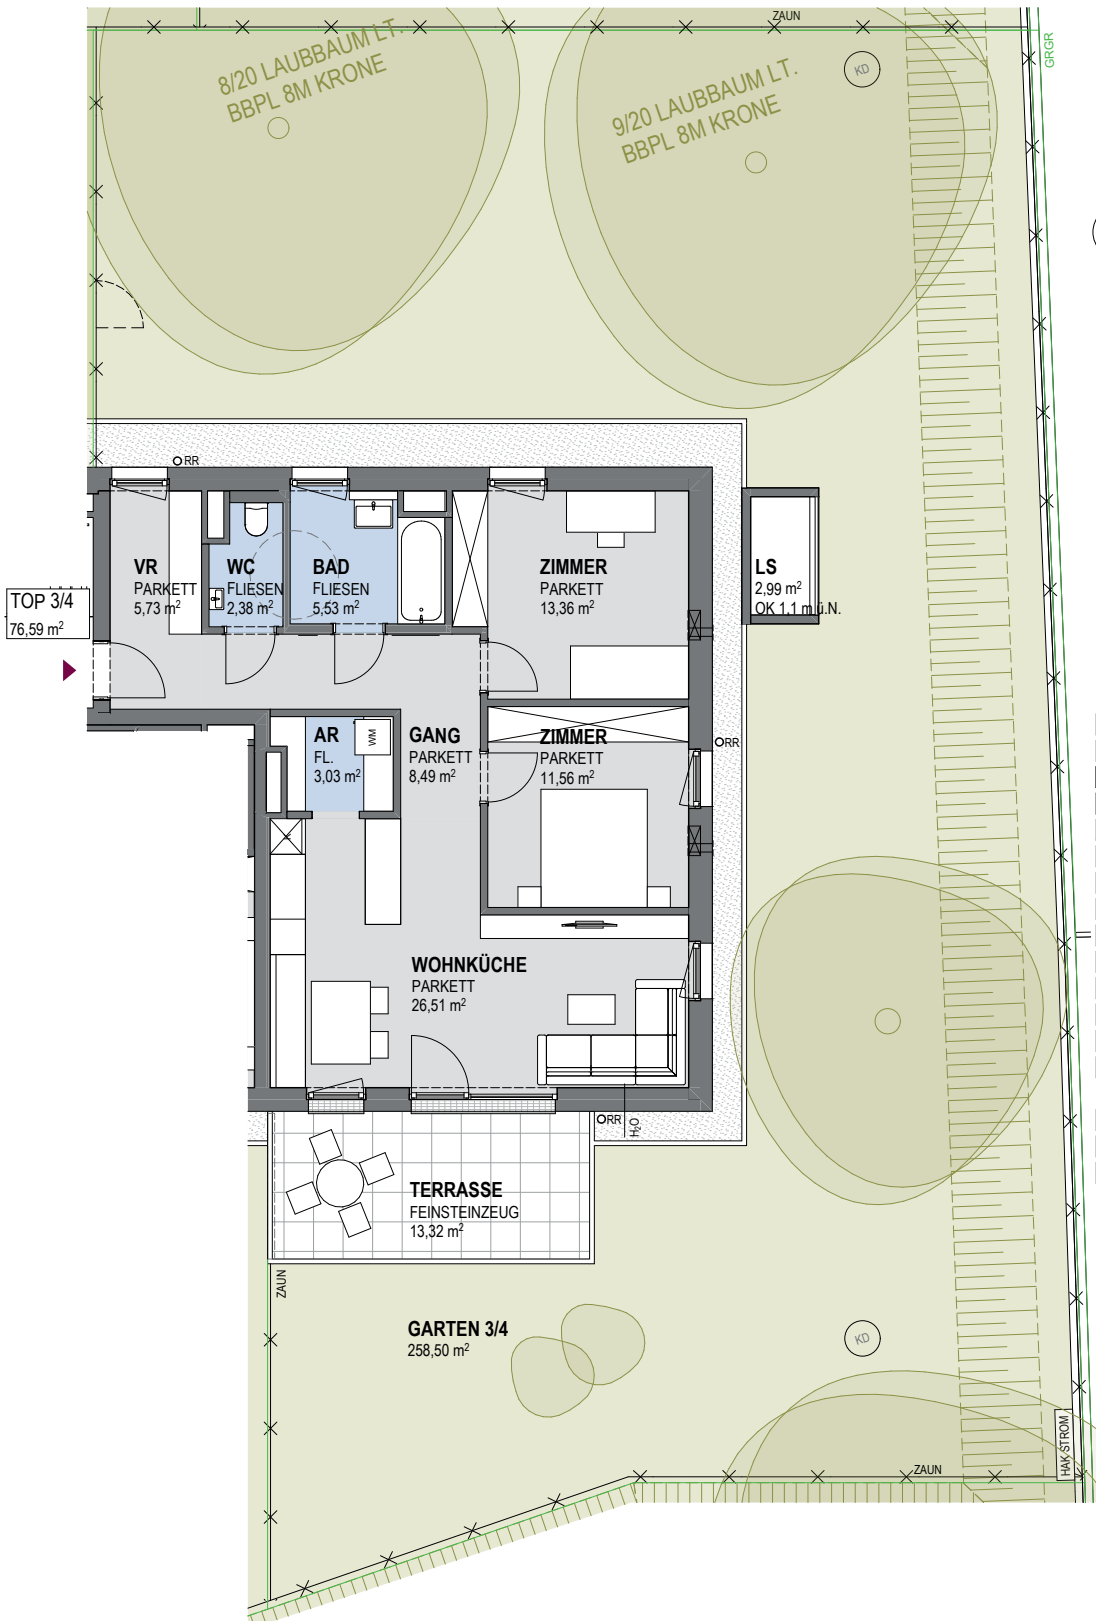 ZAUN
GRGR
8/20 LAUBBAUM LT.
BBPL 8M KRONE
9/20 LAUBBAUM LT.
BBPL 8M KRONE
KD
RR
VR
PARKETT
5,73 m²
WC
FLIESEN
2,38 m²
BAD
FLIESEN
5,53 m²
ZIMMER
PARKETT
13,36 m²
LS
2,99 m²
OK 1,1 m ü.N.
TOP 3/4
76,59 m²
AR
FL.
3,03 m²
WM
GANG
PARKETT
8,49 m²
ZIMMER
PARKETT
11,56 m²
RR
WOHNKÜCHE
PARKETT
26,51 m²
RR
H₂O
TERRASSE
FEINSTEINZEUG
13,32 m²
ZAUN
GARTEN 3/4
258,50 m²
KD
HAK STROM
ZAUN